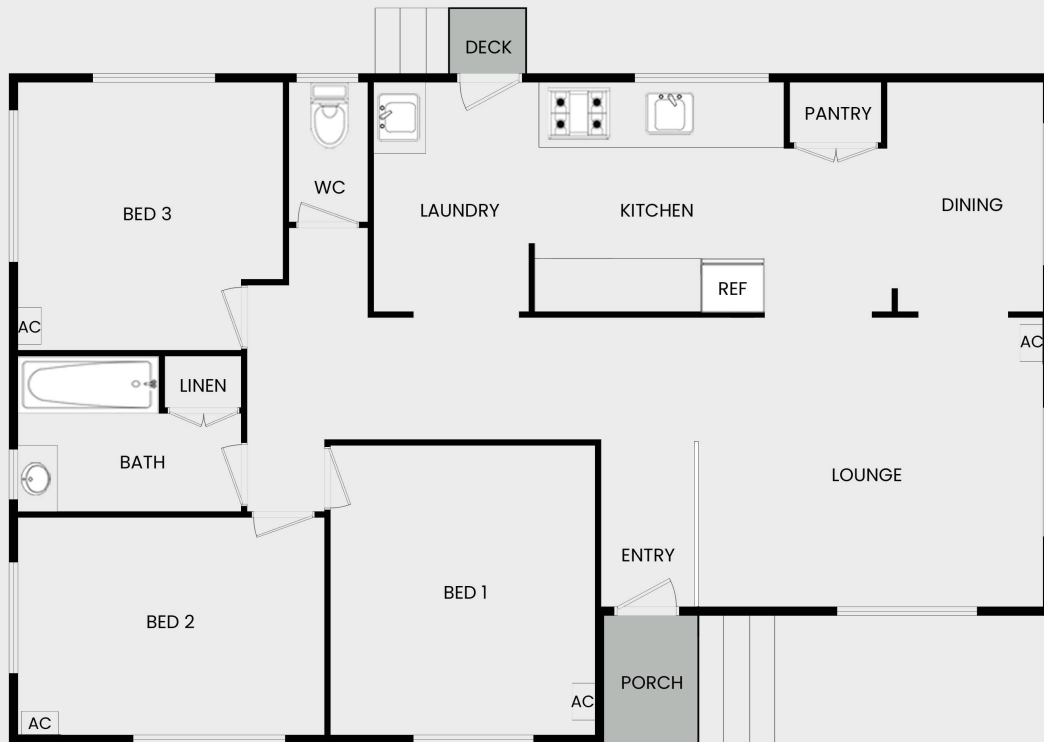 DECK
PANTRY
WC
BED 3
LAUNDRY
KITCHEN
DINING
REF
AC
AC
LINEN
BATH
LOUNGE
ENTRY
BED 1
BED 2
PORCH
AC
AC